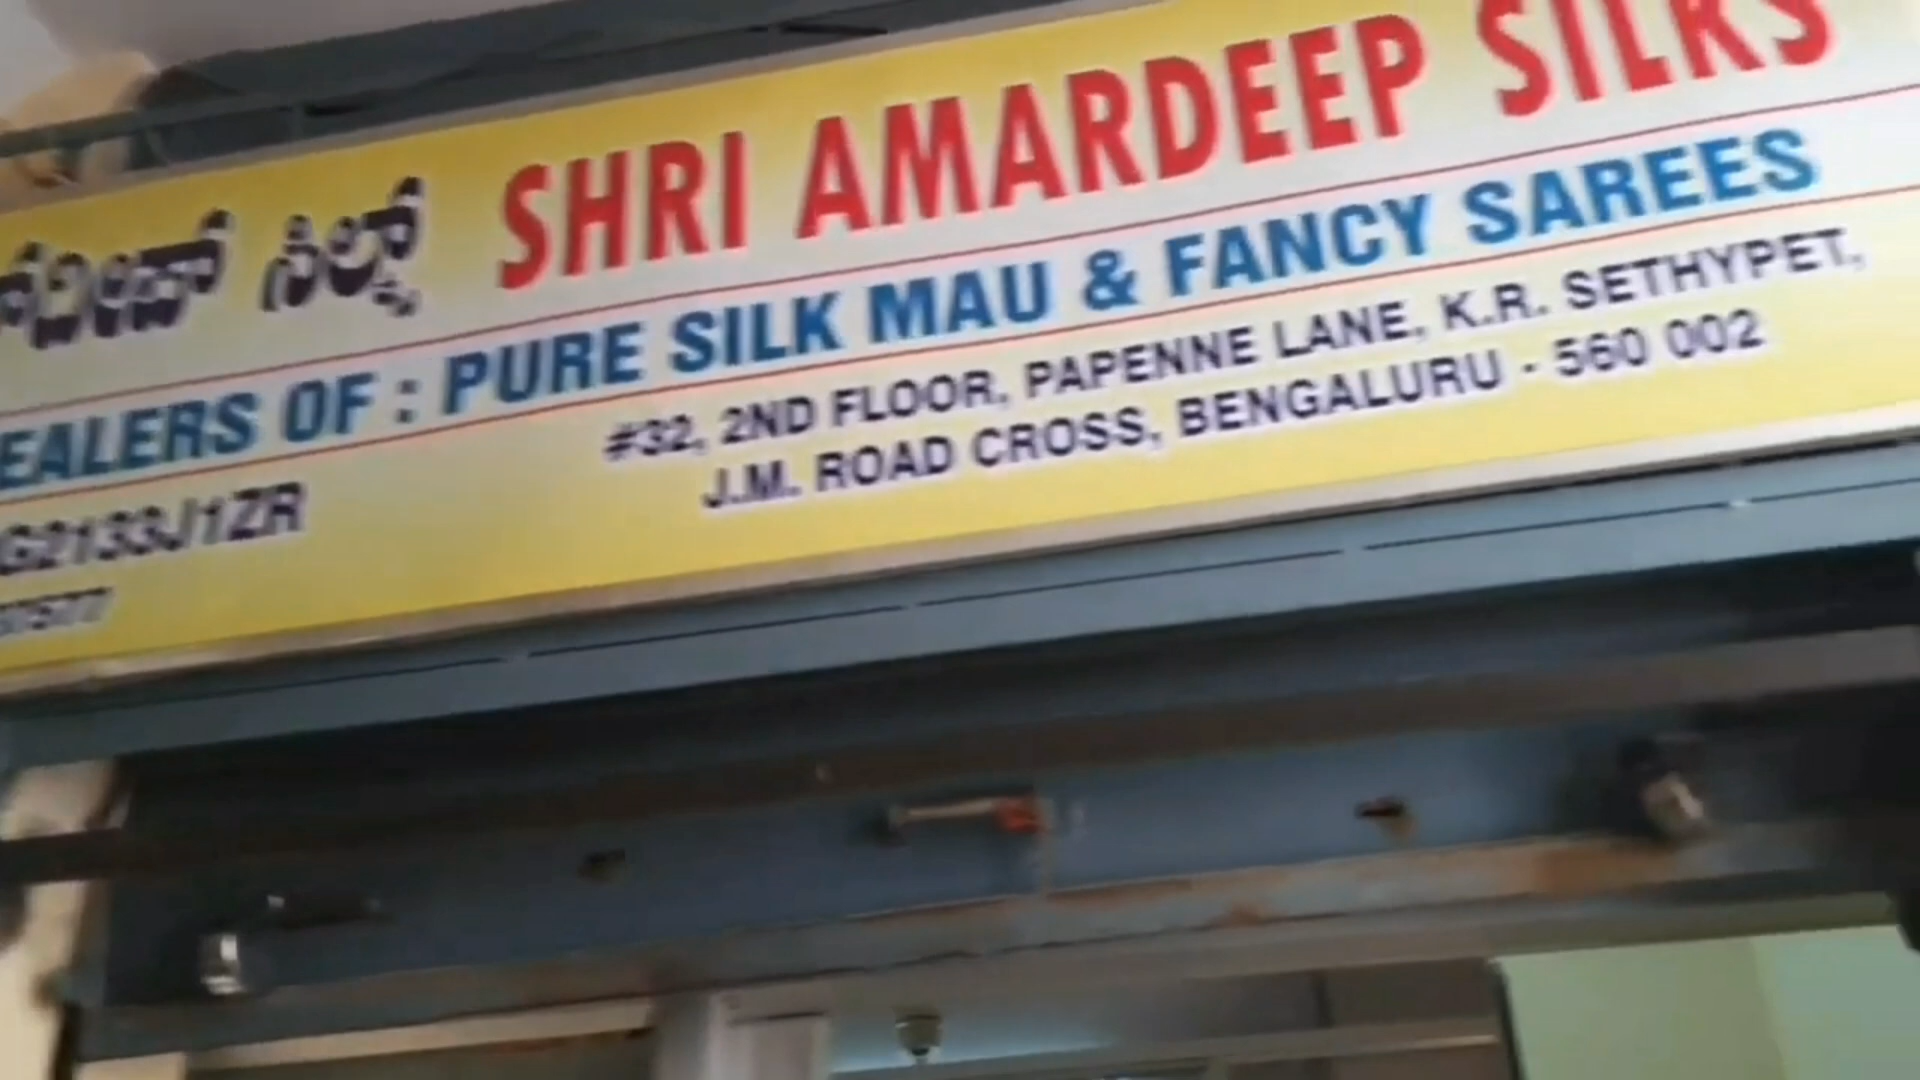 ಸಿಲ್ಕ್ಸ್ SHRI AMARDEEP SILKS
EALERS OF : PURE SILK MAU & FANCY SAREES
G2133J1ZR
#32, 2ND FLOOR, PAPENNE LANE, K.R. SETHYPET,
J.M. ROAD CROSS, BENGALURU - 560 002